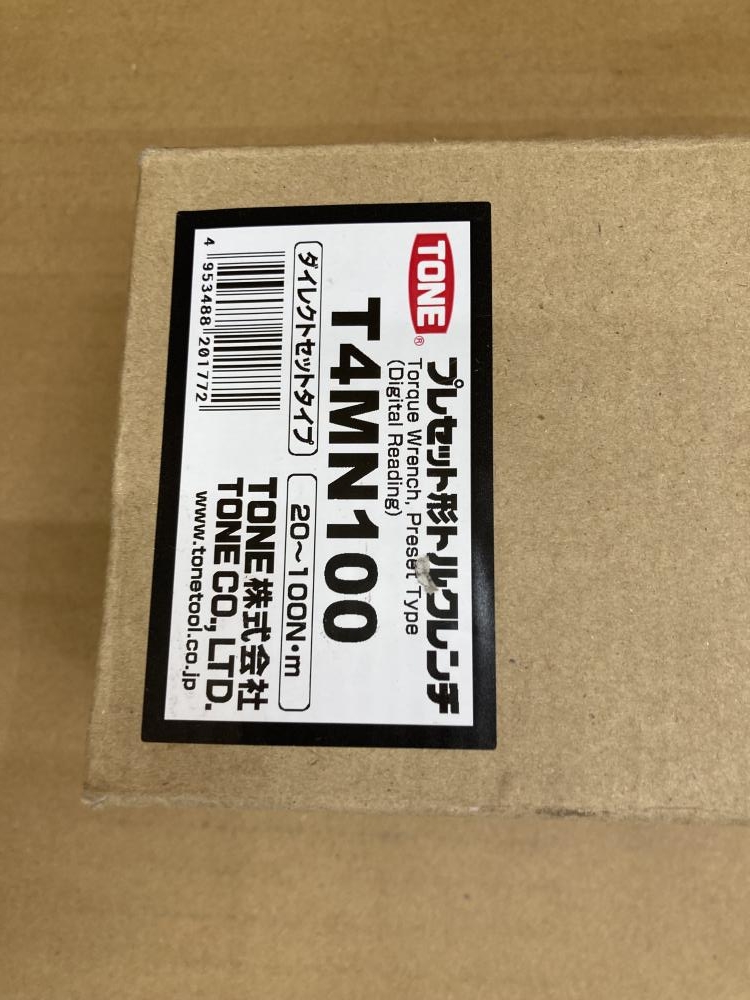 TONE®
プレセット形トルクレンチ
Torque Wrench, Preset Type
(Digital Reading)
T4MN100
ダイレクトセットタイプ
20〜100N・m
4 953488 201772
TONE株式会社
TONE CO., LTD.
www.tonetool.co.jp